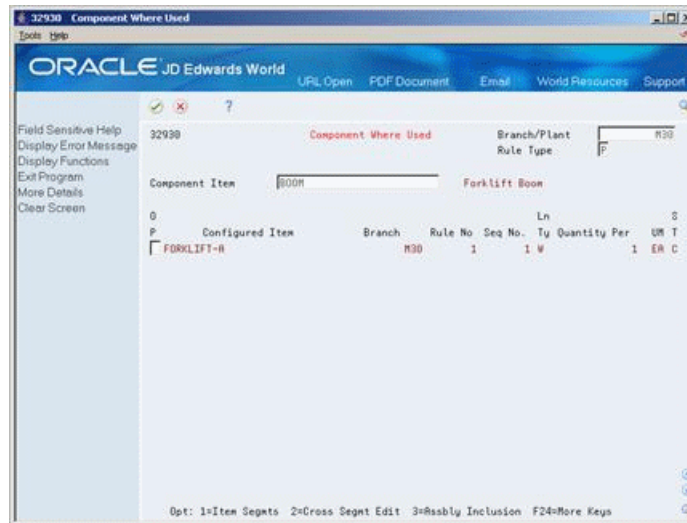 32930 Component Where Used
Tools Help
ORACLE JD Edwards World
URL Open PDF Document Email World Resources Support
?
Field Sensitive Help
Display Error Message
Display Functions
Exit Program
More Details
Clear Screen
32930 Component Where Used Branch/Plant M30
Rule Type P
Component Item BOOM Forklift Boom
O Ln S
P Configured Item Branch Rule No Seq No. Ty Quantity Per UM T
FORKLIFT-A M30 1 1 W 1 EA C
Opt: 1=Item Segmts 2=Cross Segmt Edit 3=Assbly Inclusion F24=More Keys